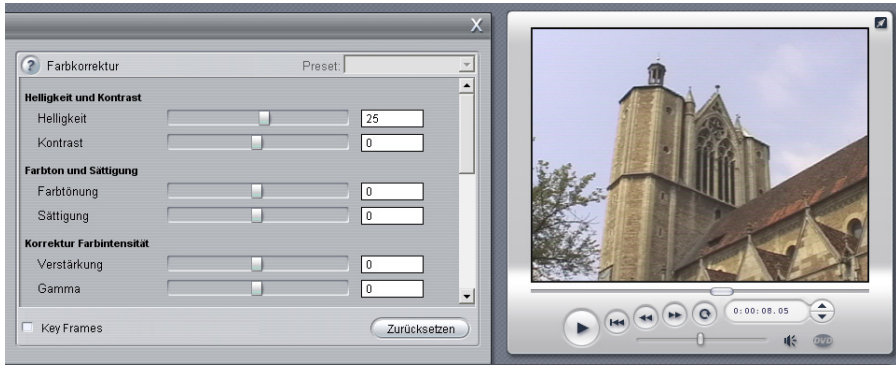 X
? Farbkorrektur Preset:
Helligkeit und Kontrast
Helligkeit 25
Kontrast 0
Farbton und Sättigung
Farbtönung 0
Sättigung 0
Korrektur Farbintensität
Verstärkung 0
Gamma 0
Key Frames Zurücksetzen
0:00:08.05
DVD